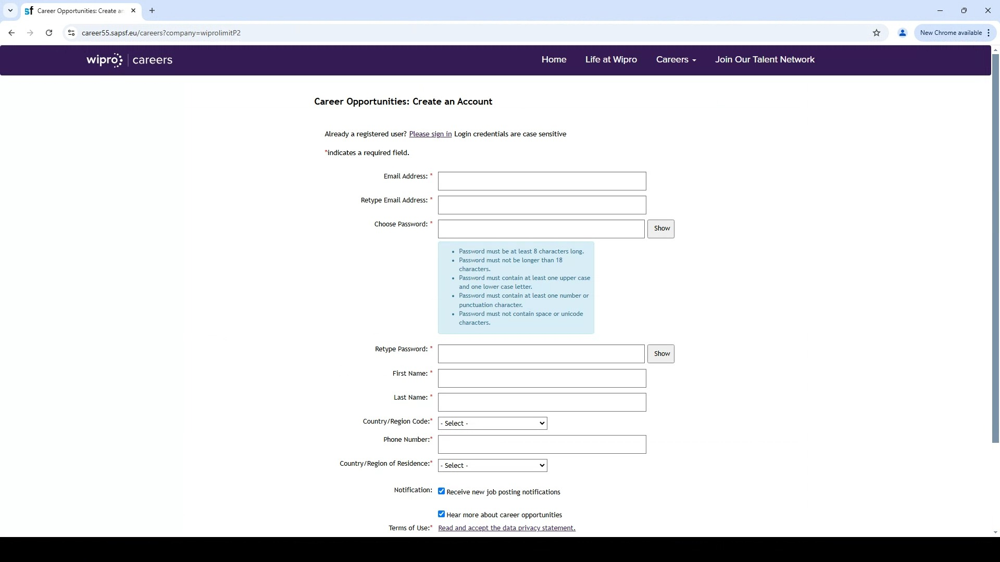 Career Opportunities: Create an
career55.sapsf.eu/careers?company=wiprolimitP2
New Chrome available
wipro | careers
Home
Life at Wipro
Careers
Join Our Talent Network
Career Opportunities: Create an Account
Already a registered user? Please sign in Login credentials are case sensitive
*indicates a required field.
Email Address: *
Retype Email Address: *
Choose Password: *
Show
• Password must be at least 8 characters long.
• Password must not be longer than 18
characters.
• Password must contain at least one upper case
and one lower case letter.
• Password must contain at least one number or
punctuation character.
• Password must not contain space or unicode
characters.
Retype Password: *
Show
First Name: *
Last Name: *
Country/Region Code:*
- Select -
Phone Number:*
Country/Region of Residence:*
- Select -
Notification:
Receive new job posting notifications
Hear more about career opportunities
Terms of Use:*
Read and accept the data privacy statement.